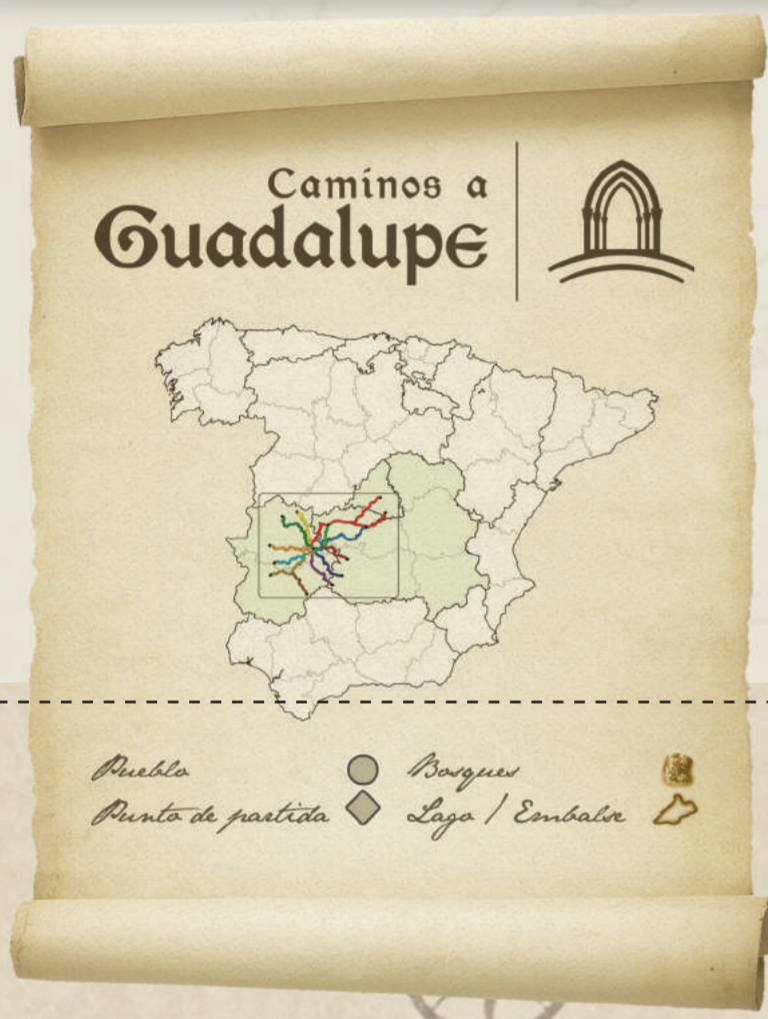 Caminos a
Guadalupe
Pueblo
Bosques
Punto de partida
Lago / Embalse